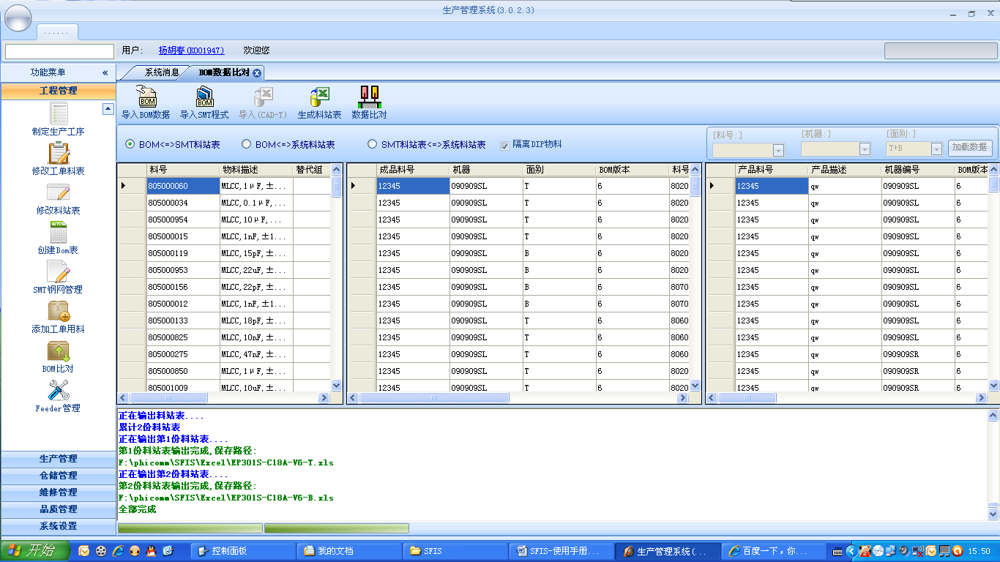 生产管理系统(3.0.2.3)
......
用户: 杨胡春(K001947) 欢迎您
功能菜单 «
系统消息 BOM数据比对
工程管理
制定生产工序
修改工单料表
修改料站表
创建Bom表
SMT钢网管理
添加工单用料
BOM比对
Feeder管理
生产管理
仓储管理
维修管理
品质管理
系统设置
导入BOM数据 导入SMT程式 导入(CAD-T) 生成料站表 数据比对
BOM<=>SMT料站表 BOM<=>系统料站表 SMT料站表<=>系统料站表 隔离DIP物料
[料号:] [机器:] [面别:]
T+B 加载数据
料号 物料描述 替代组
805000060 MLCC,1μF,±...
805000034 MLCC,0.1μF,...
805000954 MLCC,10μF,...
805000015 MLCC,1nF,±1...
805000119 MLCC,15pF,±...
805000953 MLCC,22uF,±...
805000156 MLCC,22pF,±...
805000012 MLCC,1nF,±1...
805000133 MLCC,18pF,±...
805000825 MLCC,10nF,±...
805000275 MLCC,47nF,±...
805000850 MLCC,1μF,±...
805001009 MLCC,10uF,±...
成品料号 机器 面别 BOM版本 料号
12345 090909SL T 6 8020
12345 090909SL T 6 8020
12345 090909SL T 6 8020
12345 090909SL T 6 8020
12345 090909SL B 6 8020
12345 090909SL B 6 8020
12345 090909SL B 6 8070
12345 090909SL B 6 8070
12345 090909SL T 6 8060
12345 090909SL T 6 8060
12345 090909SL T 6 8060
12345 090909SL T 6 8020
12345 090909SL T 6 8020
产品料号 产品描述 机器编号 BOM版本
12345 qw 090909SL 6
12345 qw 090909SL 6
12345 qw 090909SL 6
12345 qw 090909SL 6
12345 qw 090909SL 6
12345 qw 090909SL 6
12345 qw 090909SL 6
12345 qw 090909SL 6
12345 qw 090909SL 6
12345 qw 090909SL 6
12345 qw 090909SR 6
12345 qw 090909SR 6
12345 qw 090909SR 6
正在输出料站表....
累计2份料站表
正在输出第1份料站表....
第1份料站表输出完成,保存路径:
F:\phicomm\SFIS\Excel\EP301S-C18A-V6-T.xls
正在输出第2份料站表....
第2份料站表输出完成,保存路径:
F:\phicomm\SFIS\Excel\EP301S-C18A-V6-B.xls
全部完成
开始 控制面板 我的文档 SFIS SFIS-使用手册... 生产管理系统(... 百度一下，你... 15:50